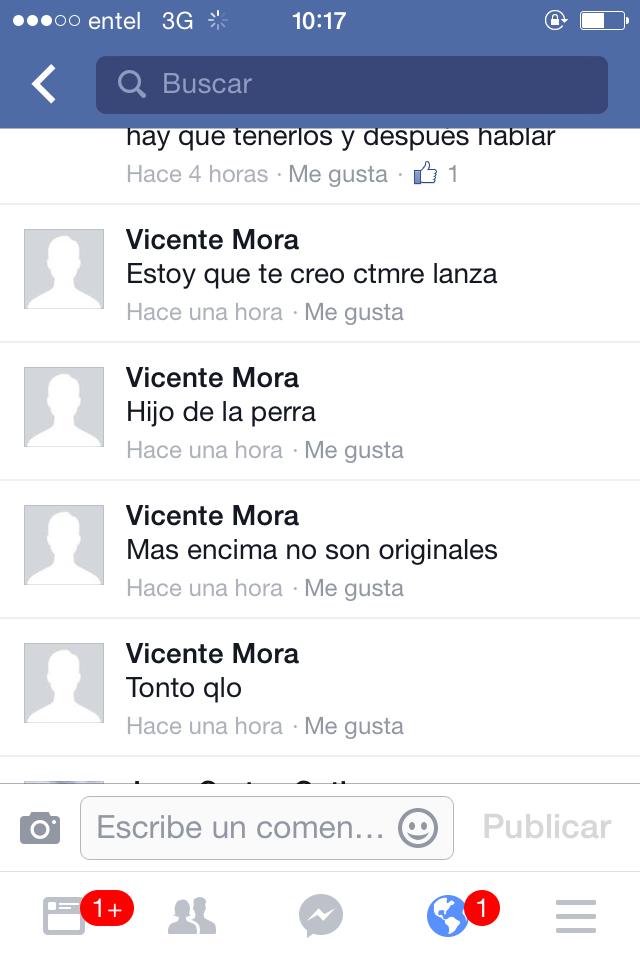 entel 3G 10:17
Buscar
hay que tenerlos y despues hablar
Hace 4 horas · Me gusta · 1
Vicente Mora
Estoy que te creo ctmre lanza
Hace una hora · Me gusta
Vicente Mora
Hijo de la perra
Hace una hora · Me gusta
Vicente Mora
Mas encima no son originales
Hace una hora · Me gusta
Vicente Mora
Tonto qlo
Hace una hora · Me gusta
Escribe un comen... Publicar
1+ 1